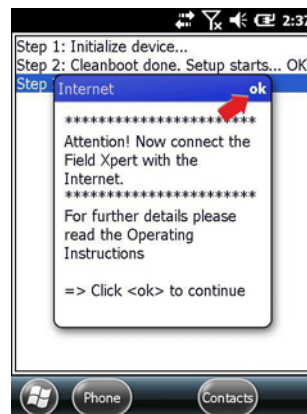 2:37
Step 1: Initialize device...
Step 2: Cleanboot done. Setup starts... OK
Step
Internet
ok
************************
Attention! Now connect the
Field Xpert with the
Internet.
************************
For further details please
read the Operating
Instructions
=> Click <ok> to continue
Phone
Contacts